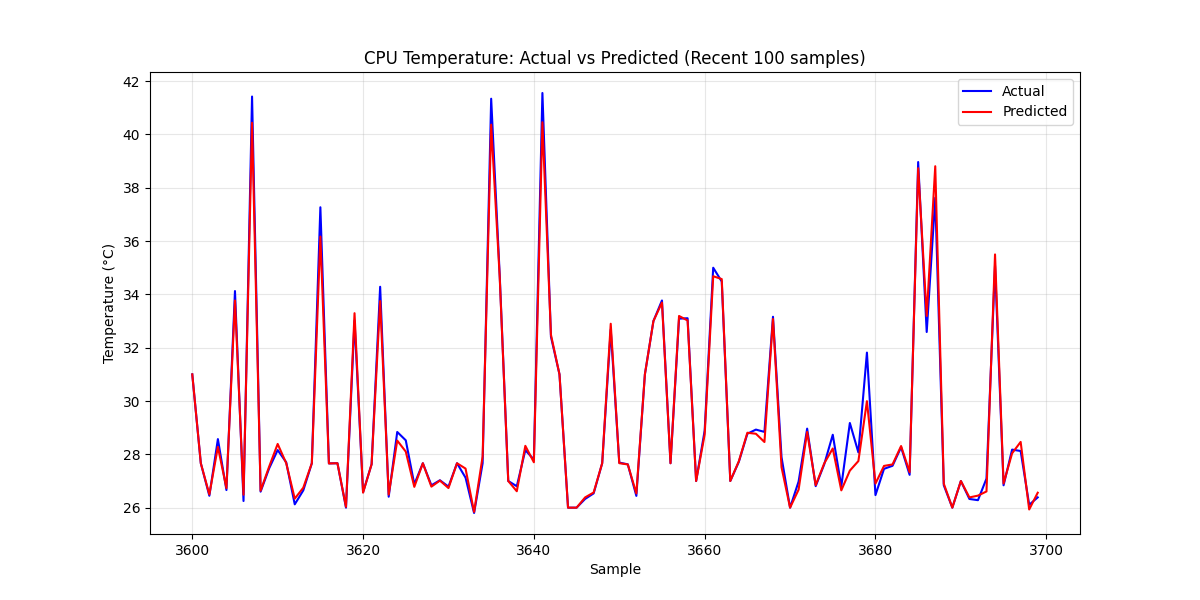 CPU Temperature: Actual vs Predicted (Recent 100 samples)
Actual
Predicted
Temperature (°C)
42
40
38
36
34
32
30
28
26
3600 3620 3640 3660 3680 3700
Sample